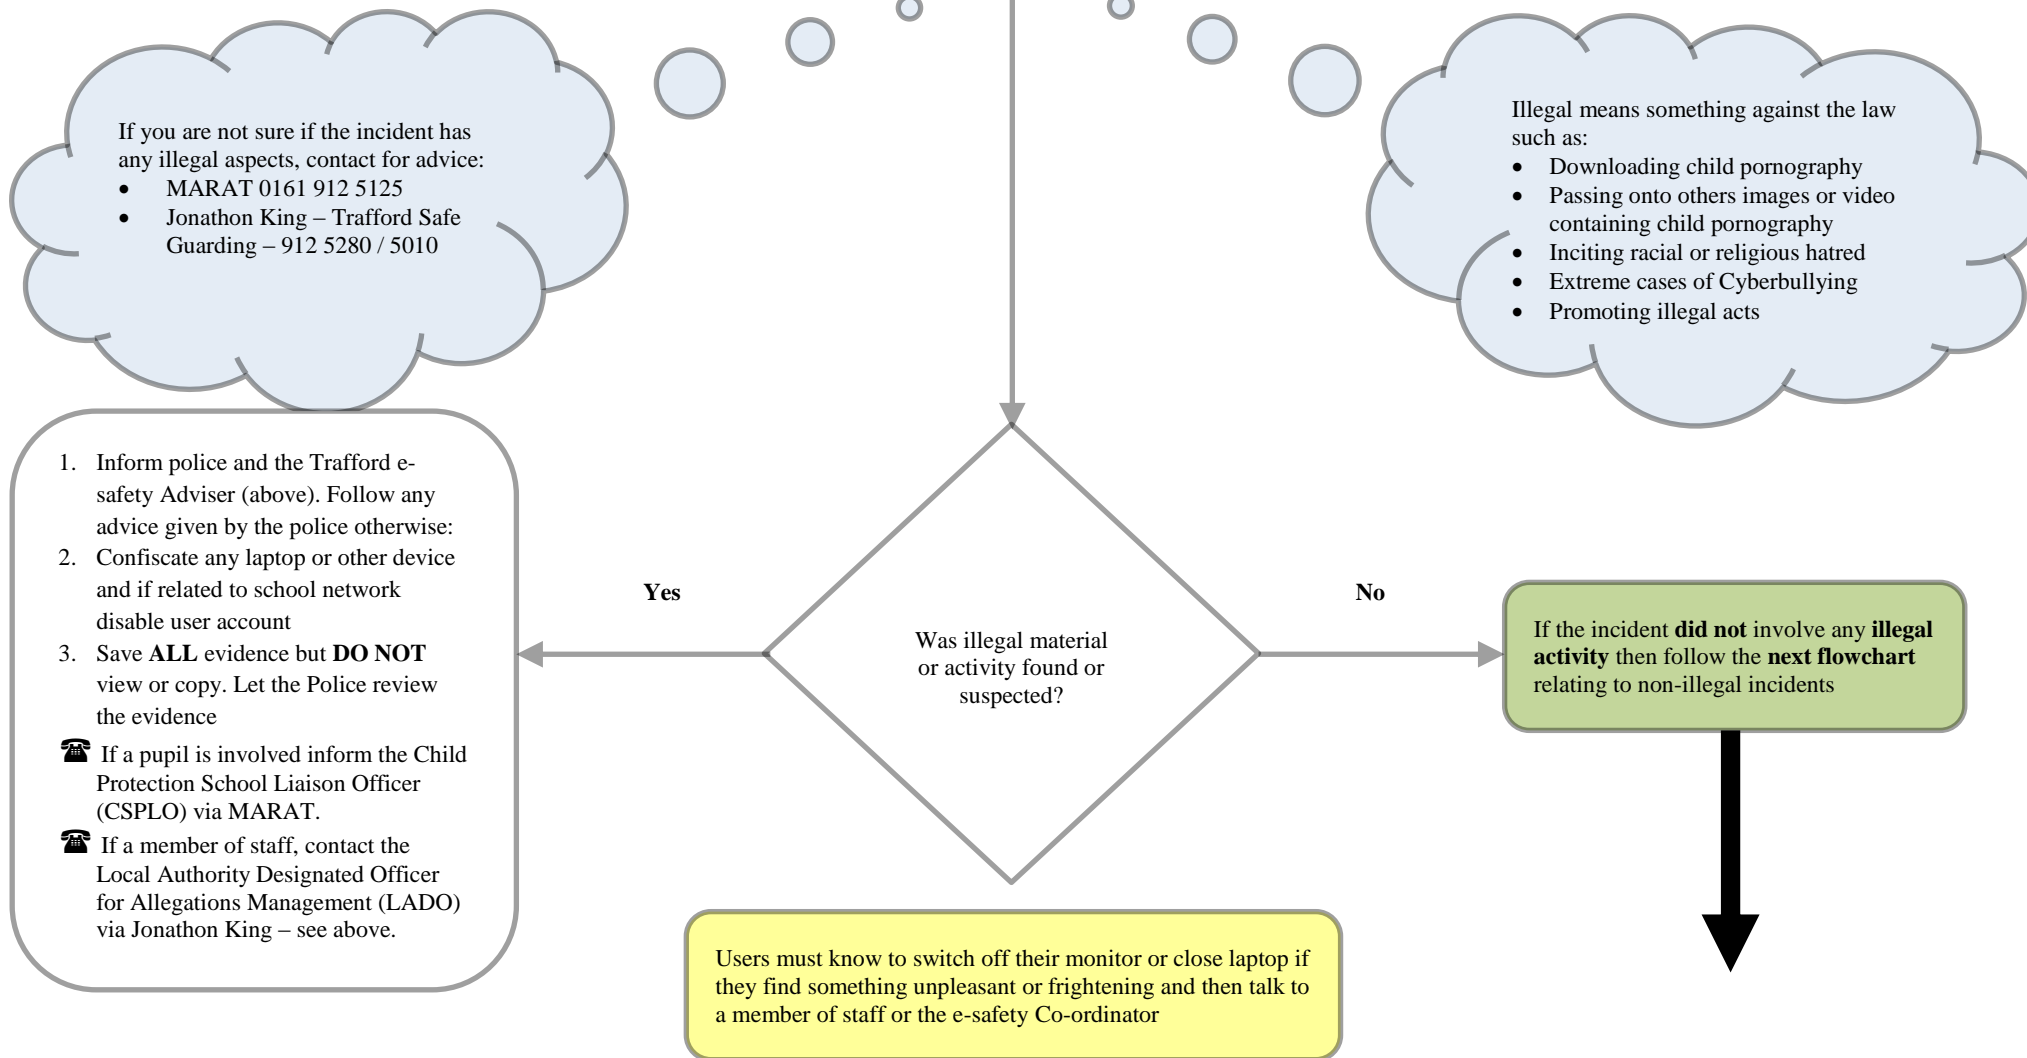 If you are not sure if the incident has
any illegal aspects, contact for advice:
• MARAT 0161 912 5125
• Jonathon King – Trafford Safe
Guarding – 912 5280 / 5010
Illegal means something against the law
such as:
• Downloading child pornography
• Passing onto others images or video
containing child pornography
• Inciting racial or religious hatred
• Extreme cases of Cyberbullying
• Promoting illegal acts
1. Inform police and the Trafford e-
safety Adviser (above). Follow any
advice given by the police otherwise:
2. Confiscate any laptop or other device
and if related to school network
disable user account
3. Save ALL evidence but DO NOT
view or copy. Let the Police review
the evidence
☎ If a pupil is involved inform the Child
Protection School Liaison Officer
(CSPLO) via MARAT.
☎ If a member of staff, contact the
Local Authority Designated Officer
for Allegations Management (LADO)
via Jonathon King – see above.
Yes
Was illegal material
or activity found or
suspected?
No
If the incident did not involve any illegal
activity then follow the next flowchart
relating to non-illegal incidents
Users must know to switch off their monitor or close laptop if
they find something unpleasant or frightening and then talk to
a member of staff or the e-safety Co-ordinator